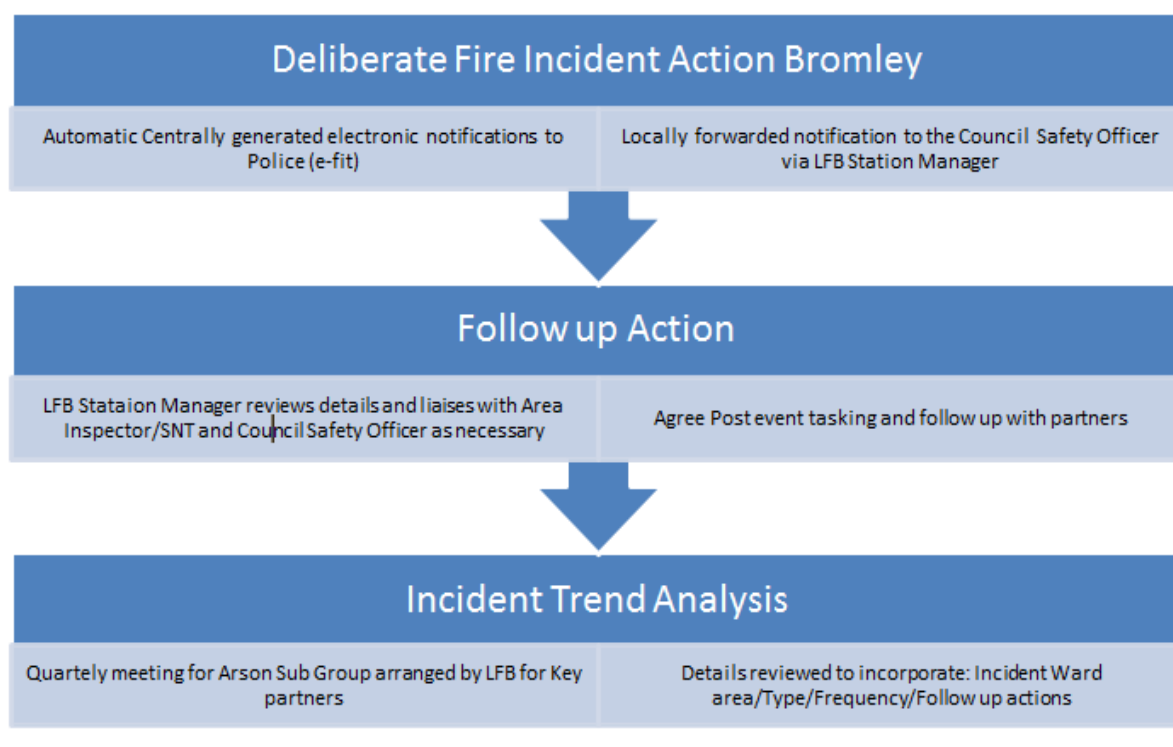 Deliberate Fire Incident Action Bromley
Automatic Centrally generated electronic notifications to
Police (e-fit)
Locally forwarded notification to the Council Safety Officer
via LFB Station Manager
Follow up Action
LFB Stataion Manager reviews details and liaises with Area
Inspector/SNT and Council Safety Officer as necessary
Agree Post event tasking and follow up with partners
Incident Trend Analysis
Quartely meeting for Arson Sub Group arranged by LFB for Key
partners
Details reviewed to incorporate: Incident Ward
area/Type/Frequency/Follow up actions